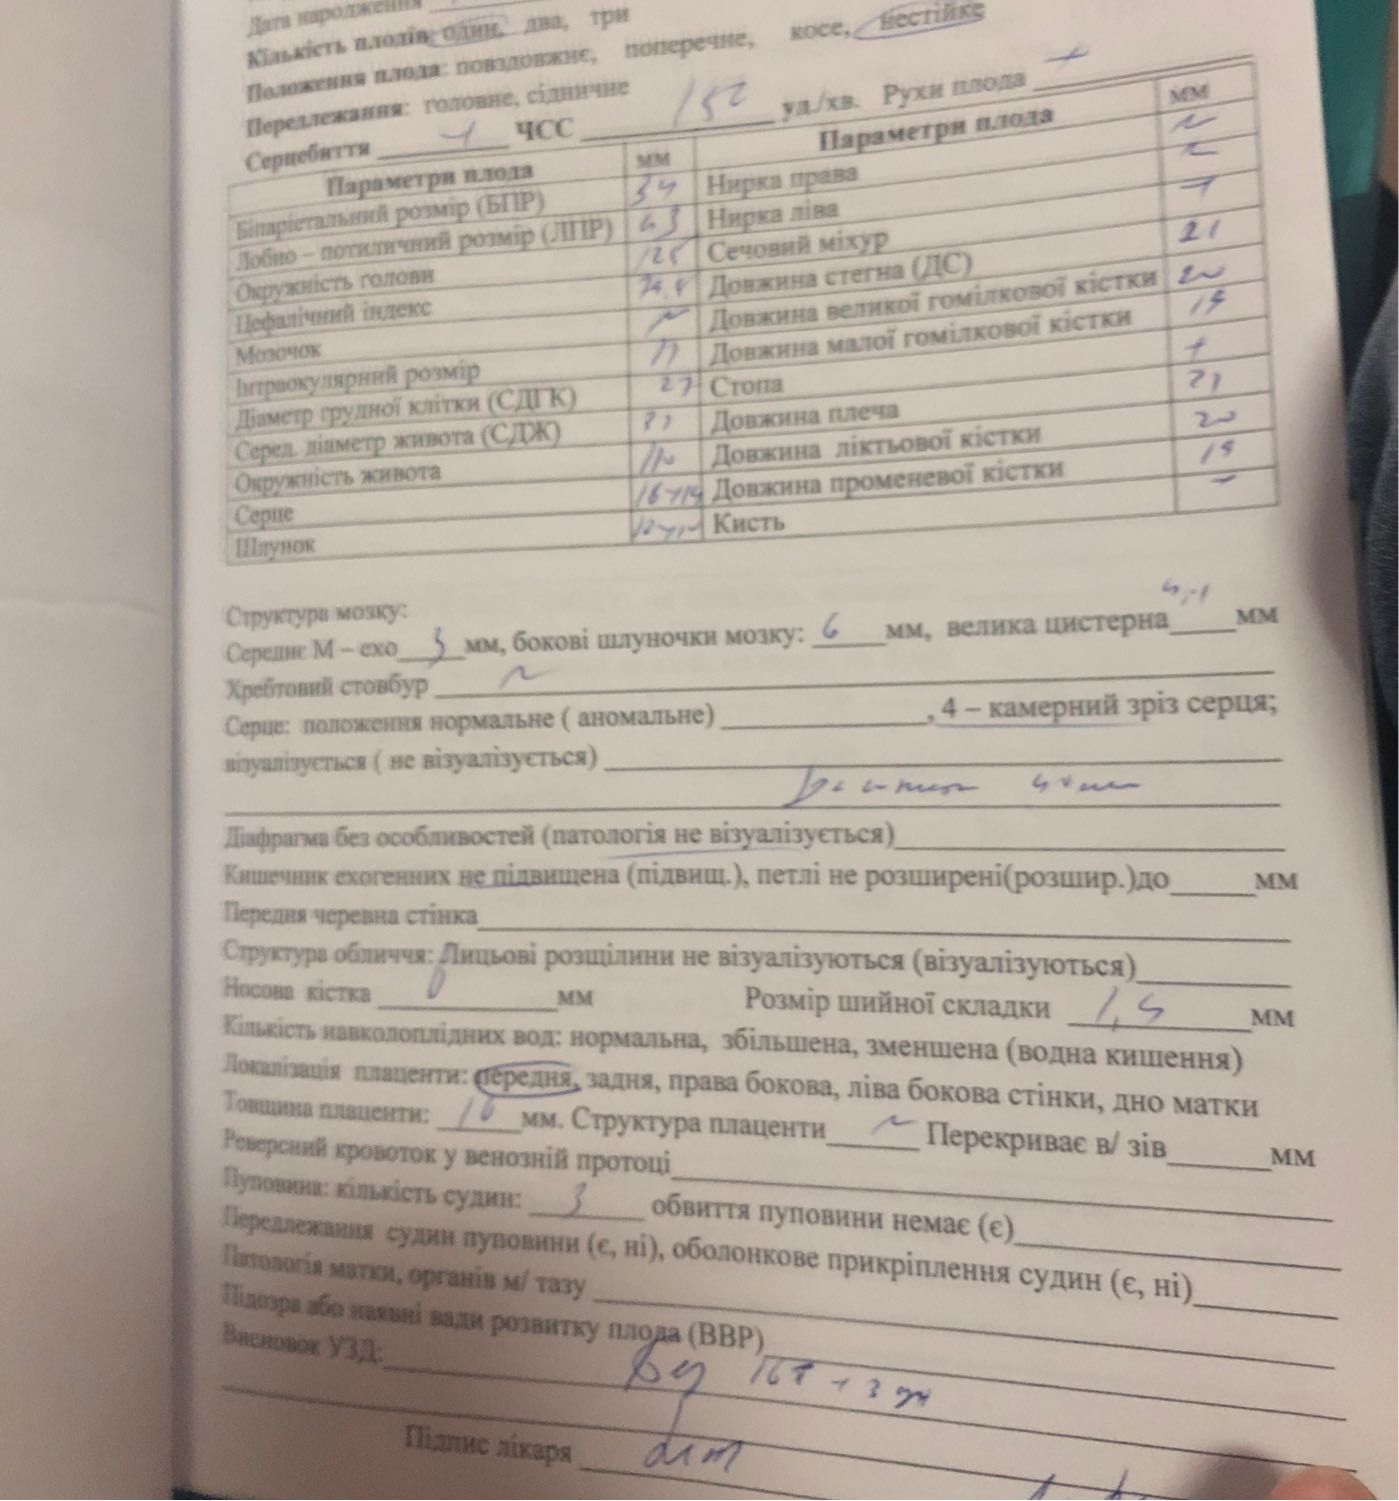 Дата народження
Кількість плодів: один, два, три
Положення плода: повздовжнє, поперечне, косе, нестійке
Передлежання: головне, сідничне
Серцебиття + ЧСС 152 уд./хв. Рухи плода +
Параметри плода мм Параметри плода мм
Біпарієтальний розмір (БПР) 34 Нирка права ~
Лобно – потиличний розмір (ЛПР) 43 Нирка ліва ~
Окружність голови 125 Сечовий міхур +
Цефалічний індекс Довжина стегна (ДС) 21
Мозочок ~ Довжина великої гомілкової кістки 20
Інтраокулярний розмір Довжина малої гомілкової кістки 19
Діаметр грудної клітки (СДГК) 27 Стопа +
Серед. діаметр живота (СДЖ) Довжина плеча 21
Окружність живота Довжина ліктьової кістки 20
Серце Довжина променевої кістки 19
Шлунок Кисть
Структура мозку:
Середнє М – ехо 3 мм, бокові шлуночки мозку: 6 мм, велика цистерна мм
Хребтовий стовбур ~
Серце: положення нормальне ( аномальне) , 4 – камерний зріз серця;
візуалізується ( не візуалізується)
Діафрагма без особливостей (патологія не візуалізується)
Кишечник ехогенних не підвищена (підвищ.), петлі не розширені(розшир.)до мм
Передня черевна стінка
Структура обличчя: Лицьові розщілини не візуалізуються (візуалізуються)
Носова кістка мм Розмір шийної складки мм
Кількість навколоплідних вод: нормальна, збільшена, зменшена (водна кишення)
Локалізація плаценти: передня, задня, права бокова, ліва бокова стінки, дно матки
Товщина плаценти: 16 мм. Структура плаценти ~ Перекриває в/ зів мм
Реверсний кровоток у венозній протоці
Пуповина: кількість судин: 3 обвиття пуповини немає (є)
Передлежання судин пуповини (є, ні), оболонкове прикріплення судин (є, ні)
Патологія матки, органів м/ тазу
Підозра або наявні вади розвитку плода (ВВР)
Висновок УЗД: 16т + 3 дн
Підпис лікаря